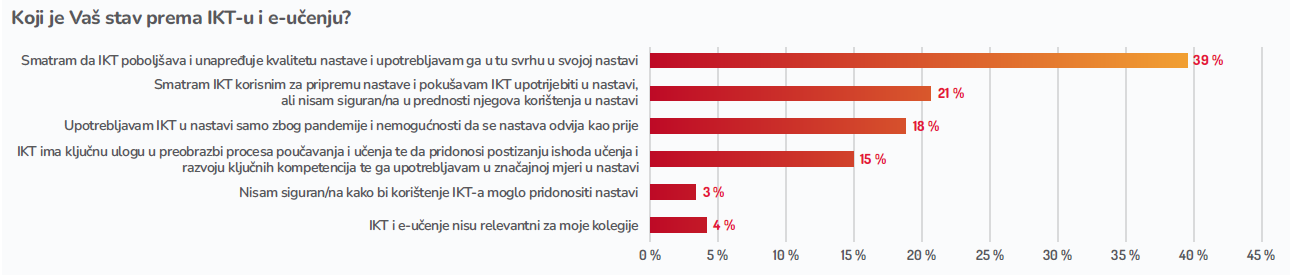 Koji je Vaš stav prema IKT-u i e-učenju?
Smatram da IKT poboljšava i unapređuje kvalitetu nastave i upotrebljavam ga u tu svrhu u svojoj nastavi
39 %
Smatram IKT korisnim za pripremu nastave i pokušavam IKT upotrijebiti u nastavi,
ali nisam siguran/na u prednosti njegova korištenja u nastavi
21 %
Upotrebljavam IKT u nastavi samo zbog pandemije i nemogućnosti da se nastava odvija kao prije
18 %
IKT ima ključnu ulogu u preobrazbi procesa poučavanja i učenja te da pridonosi postizanju ishoda učenja i
razvoju ključnih kompetencija te ga upotrebljavam u značajnoj mjeri u nastavi
15 %
Nisam siguran/na kako bi korištenje IKT-a moglo pridonositi nastavi
3 %
IKT i e-učenje nisu relevantni za moje kolegije
4 %
0 % 5 % 10 % 15 % 20 % 25 % 30 % 35 % 40 % 45 %